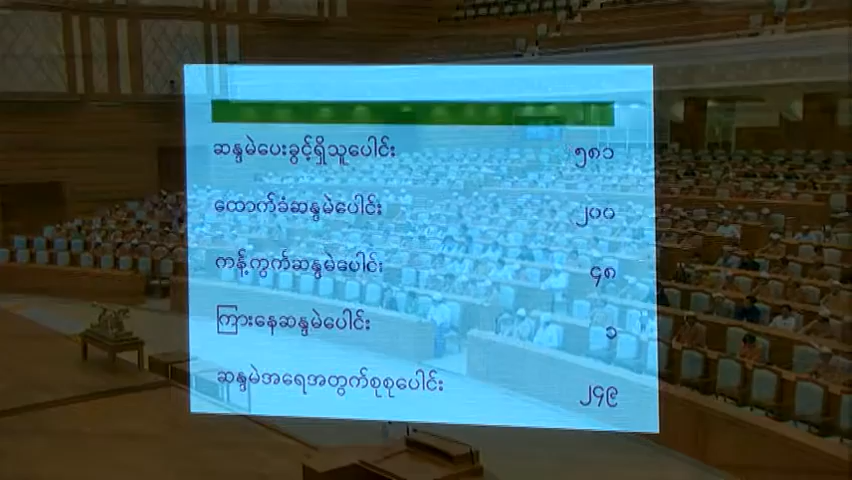 ဆန္ဒမဲပေးခွင့်ရှိသူပေါင်း ၅၈၁
ထောက်ခံဆန္ဒမဲပေါင်း ၂၀၀
ကန့်ကွက်ဆန္ဒမဲပေါင်း ၄၈
ကြားနေဆန္ဒမဲပေါင်း ၁
ဆန္ဒမဲအရေအတွက်စုစုပေါင်း ၂၄၉